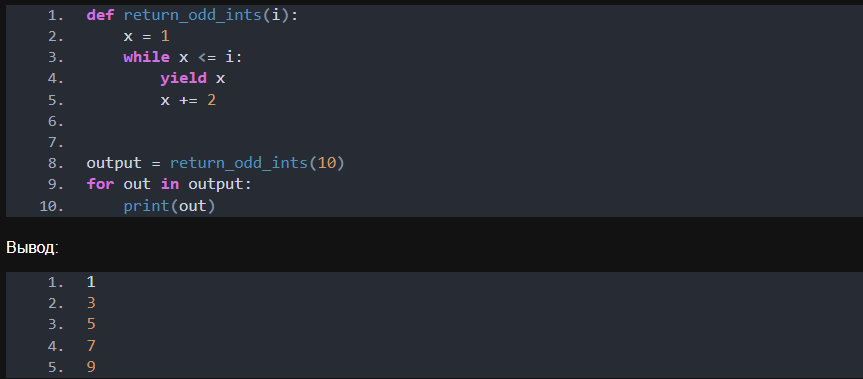 1. def return_odd_ints(i):
2.     x = 1
3.     while x <= i:
4.         yield x
5.         x += 2
6.
7.
8. output = return_odd_ints(10)
9. for out in output:
10.     print(out)
Вывод:
1. 1
2. 3
3. 5
4. 7
5. 9